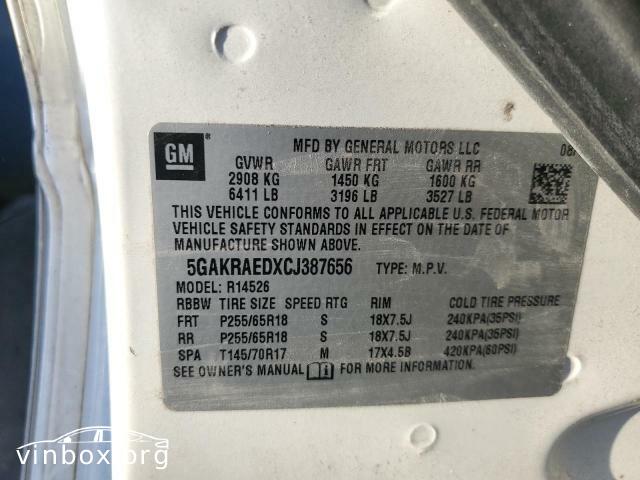 GM ®
MFD BY GENERAL MOTORS LLC 08/
GVWR GAWR FRT GAWR RR
2908 KG 1450 KG 1600 KG
6411 LB 3196 LB 3527 LB
THIS VEHICLE CONFORMS TO ALL APPLICABLE U.S. FEDERAL MOTOR
VEHICLE SAFETY STANDARDS IN EFFECT ON THE DATE OF
MANUFACTURE SHOWN ABOVE.
5GAKRAEDXCJ387656 TYPE: M.P.V.
MODEL: R14526
RBBW TIRE SIZE SPEED RTG RIM COLD TIRE PRESSURE
FRT P255/65R18 S 18X7.5J 240KPA(35PSI)
RR P255/65R18 S 18X7.5J 240KPA(35PSI)
SPA T145/70R17 M 17X4.5B 420KPA(60PSI)
SEE OWNER'S MANUAL FOR MORE INFORMATION.
vinbox.org